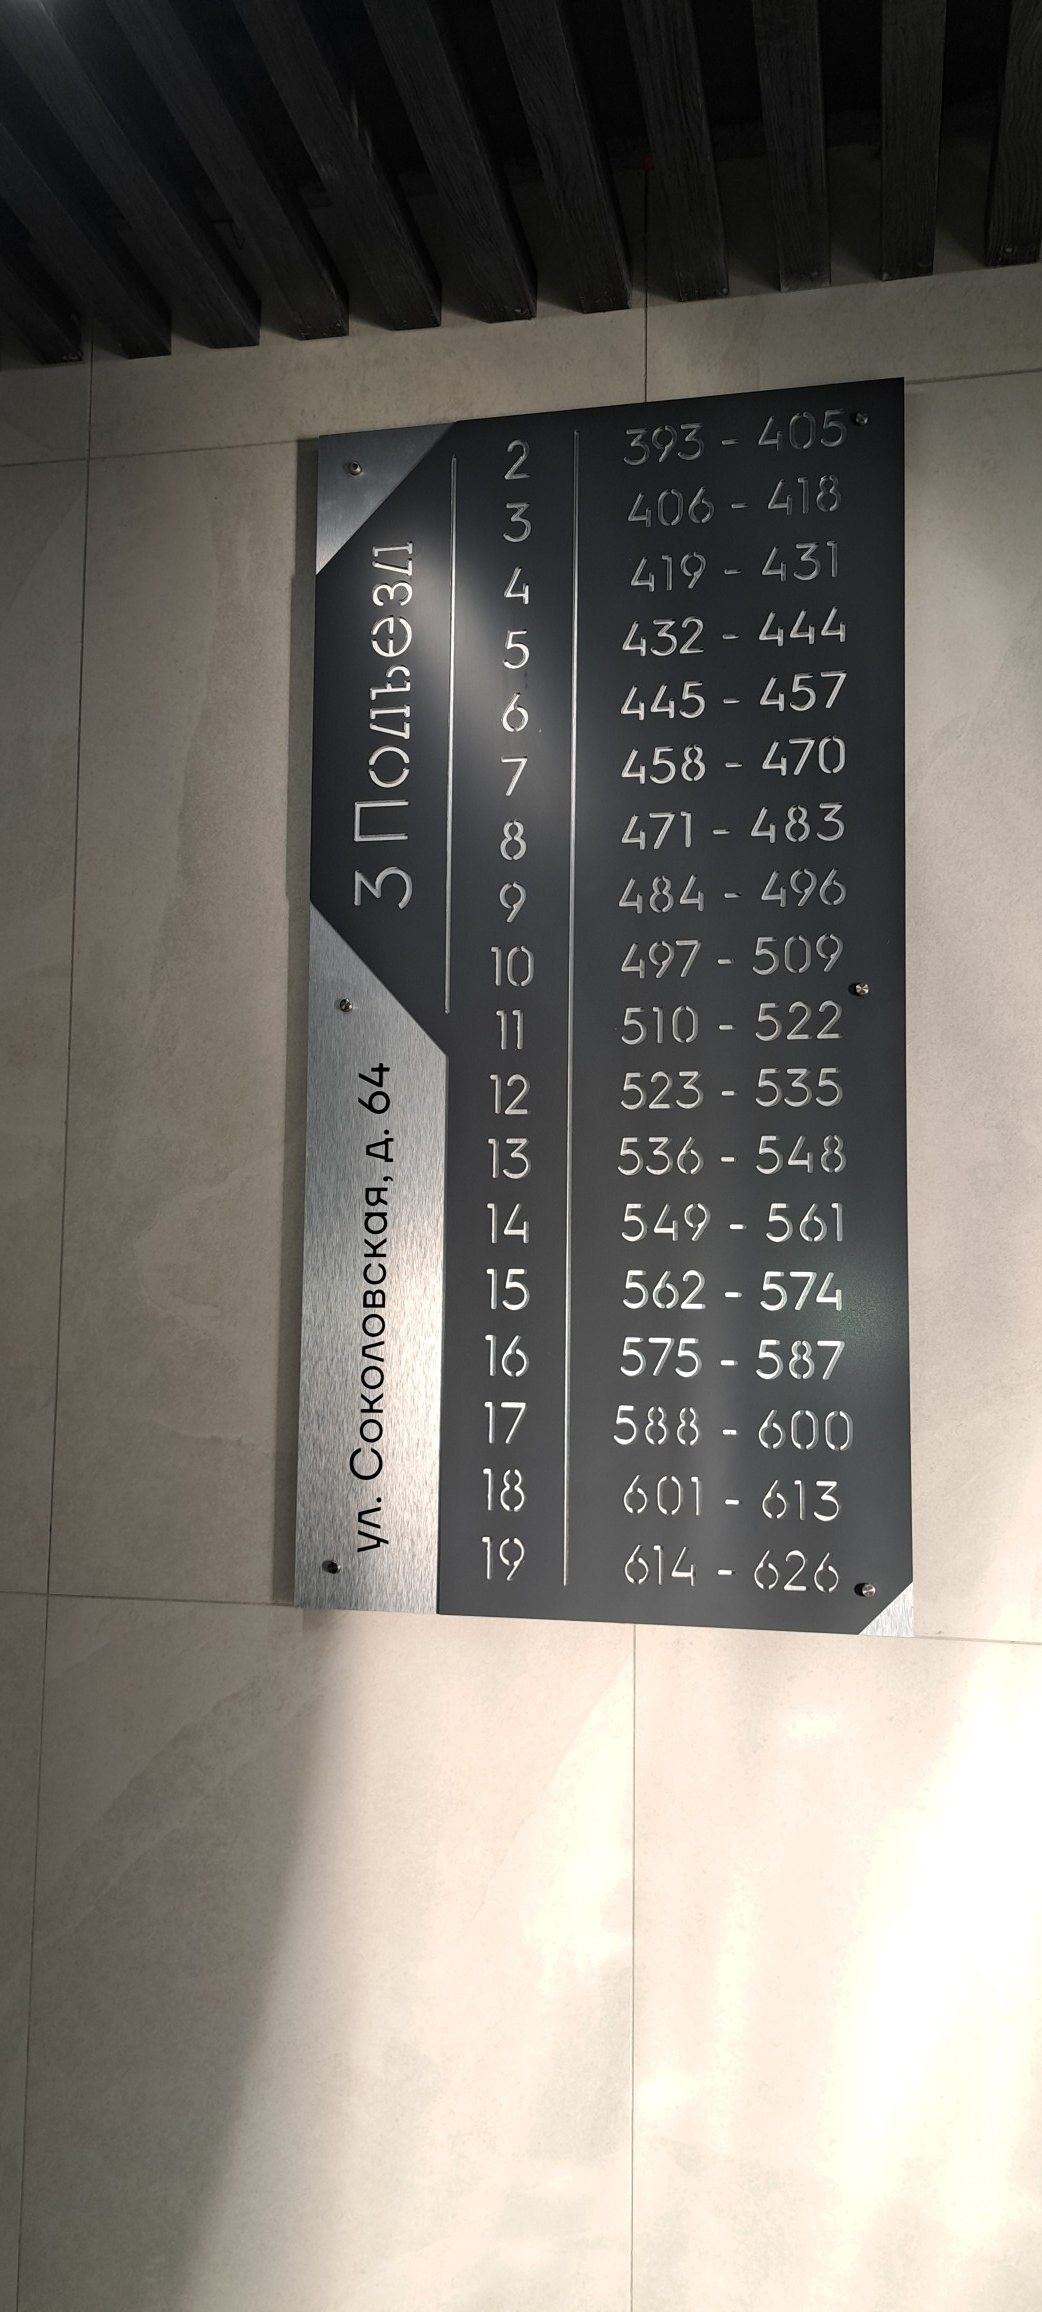 3 Подъезд
ул. Соколовская, д. 64
2 393 - 405
3 406 - 418
4 419 - 431
5 432 - 444
6 445 - 457
7 458 - 470
8 471 - 483
9 484 - 496
10 497 - 509
11 510 - 522
12 523 - 535
13 536 - 548
14 549 - 561
15 562 - 574
16 575 - 587
17 588 - 600
18 601 - 613
19 614 - 626